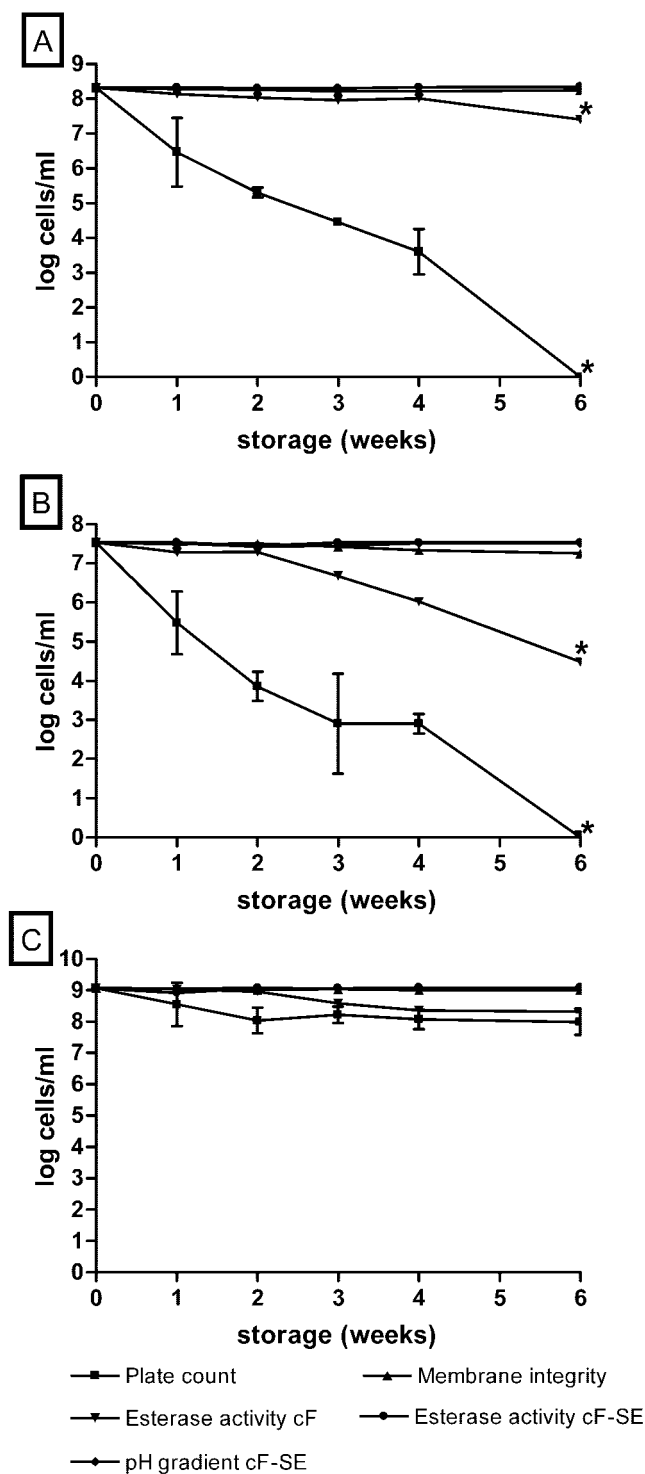 A
9
8
7
6
5
4
3
2
1
0
log cells/ml
*
*
0 1 2 3 4 5 6
storage (weeks)
B
8
7
6
5
4
3
2
1
0
log cells/ml
*
*
0 1 2 3 4 5 6
storage (weeks)
C
10
9
8
7
6
5
4
3
2
1
0
log cells/ml
0 1 2 3 4 5 6
storage (weeks)
Plate count
Membrane integrity
Esterase activity cF
Esterase activity cF-SE
pH gradient cF-SE